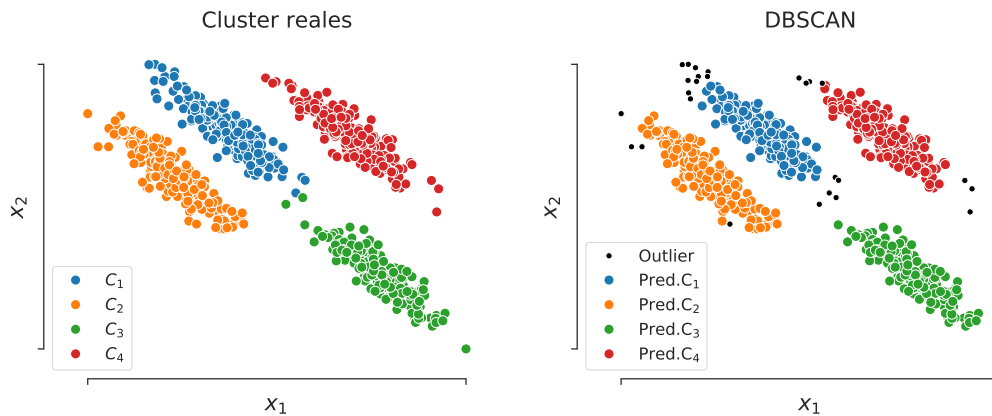 Cluster reales
x₂
C₁
C₂
C₃
C₄
x₁
DBSCAN
x₂
Outlier
Pred.C₁
Pred.C₂
Pred.C₃
Pred.C₄
x₁